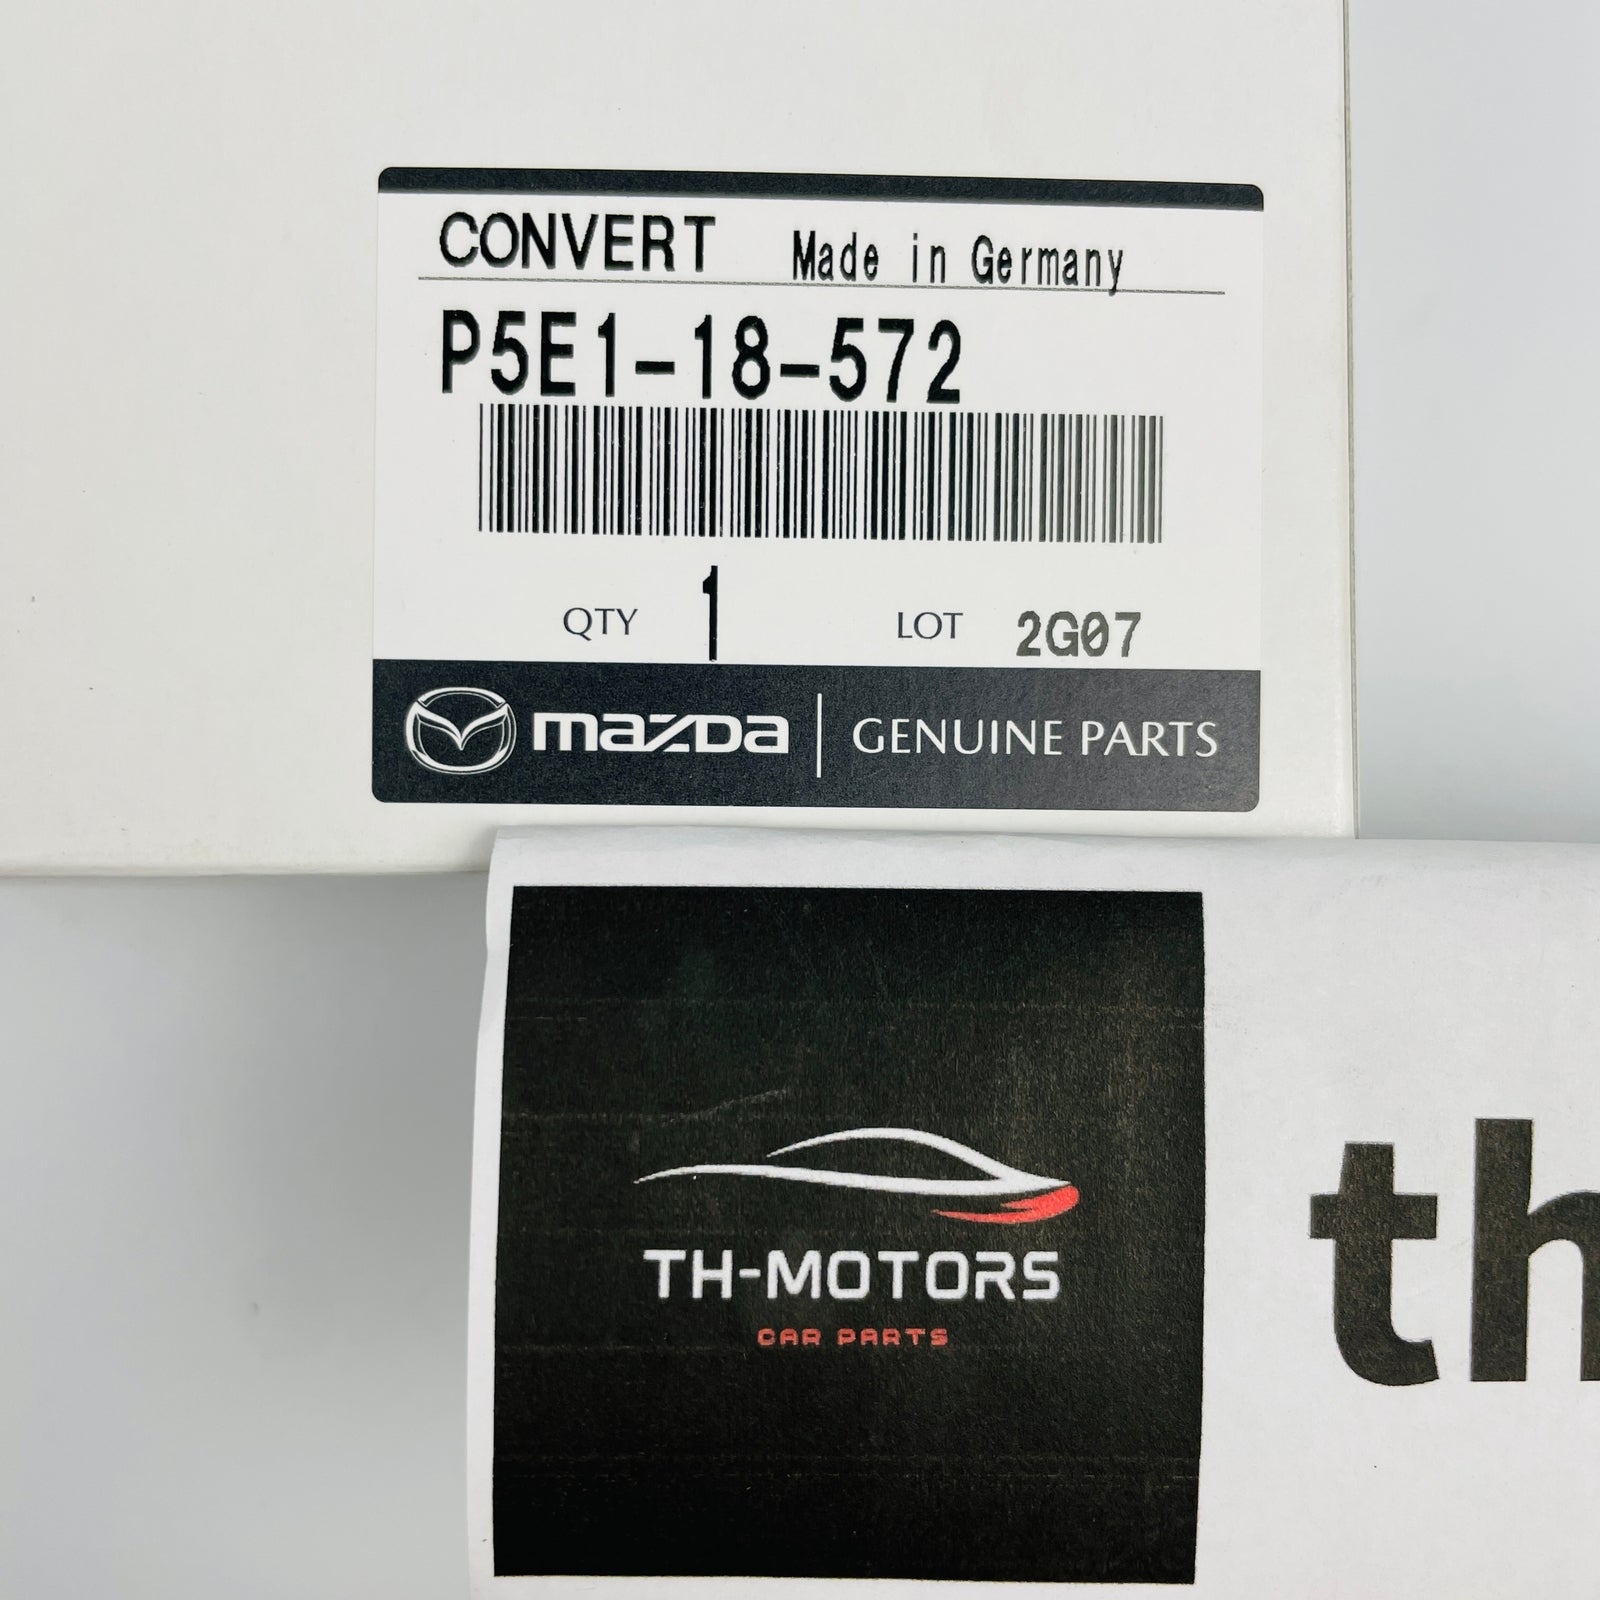 CONVERT Made in Germany
P5E1-18-572
QTY 1 LOT 2G07
mazda GENUINE PARTS
TH-MOTORS
CAR PARTS
th